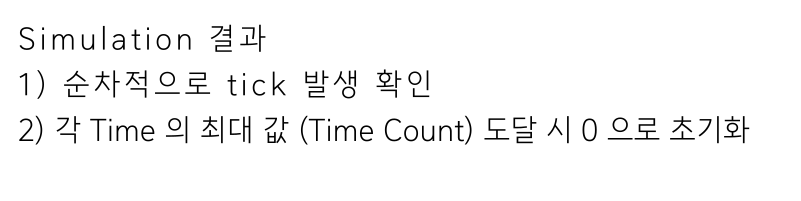 Simulation 결과
1) 순차적으로 tick 발생 확인
2) 각 Time 의 최대 값 (Time Count) 도달 시 0 으로 초기화